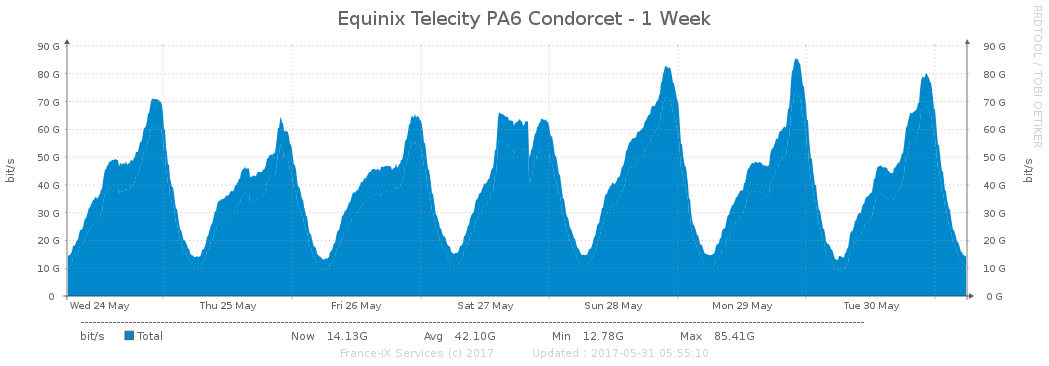 Equinix Telecity PA6 Condorcet - 1 Week
RRDTOOL / TOBI OETIKER
90 G 90 G
80 G 80 G
70 G 70 G
60 G 60 G
50 G 50 G
40 G 40 G
30 G 30 G
20 G 20 G
10 G 10 G
0 0 G
bit/s
bit/s
Wed 24 May Thu 25 May Fri 26 May Sat 27 May Sun 28 May Mon 29 May Tue 30 May
bit/s Total Now 14.13G Avg 42.10G Min 12.78G Max 85.41G
France-IX Services (c) 2017 Updated : 2017-05-31 05:55:10